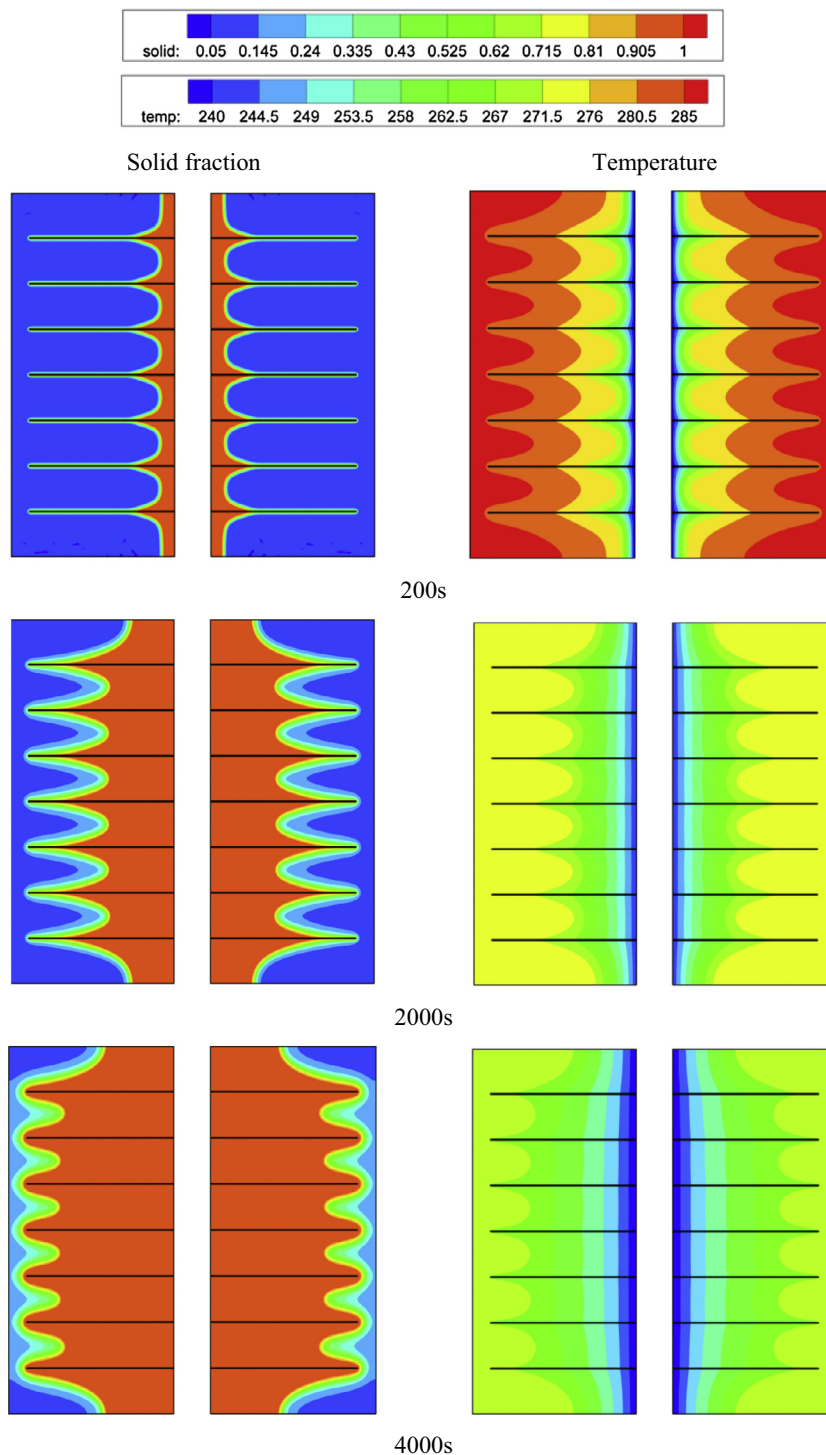 solid: 0.05 0.145 0.24 0.335 0.43 0.525 0.62 0.715 0.81 0.905 1
temp: 240 244.5 249 253.5 258 262.5 267 271.5 276 280.5 285
Solid fraction Temperature
200s
2000s
4000s